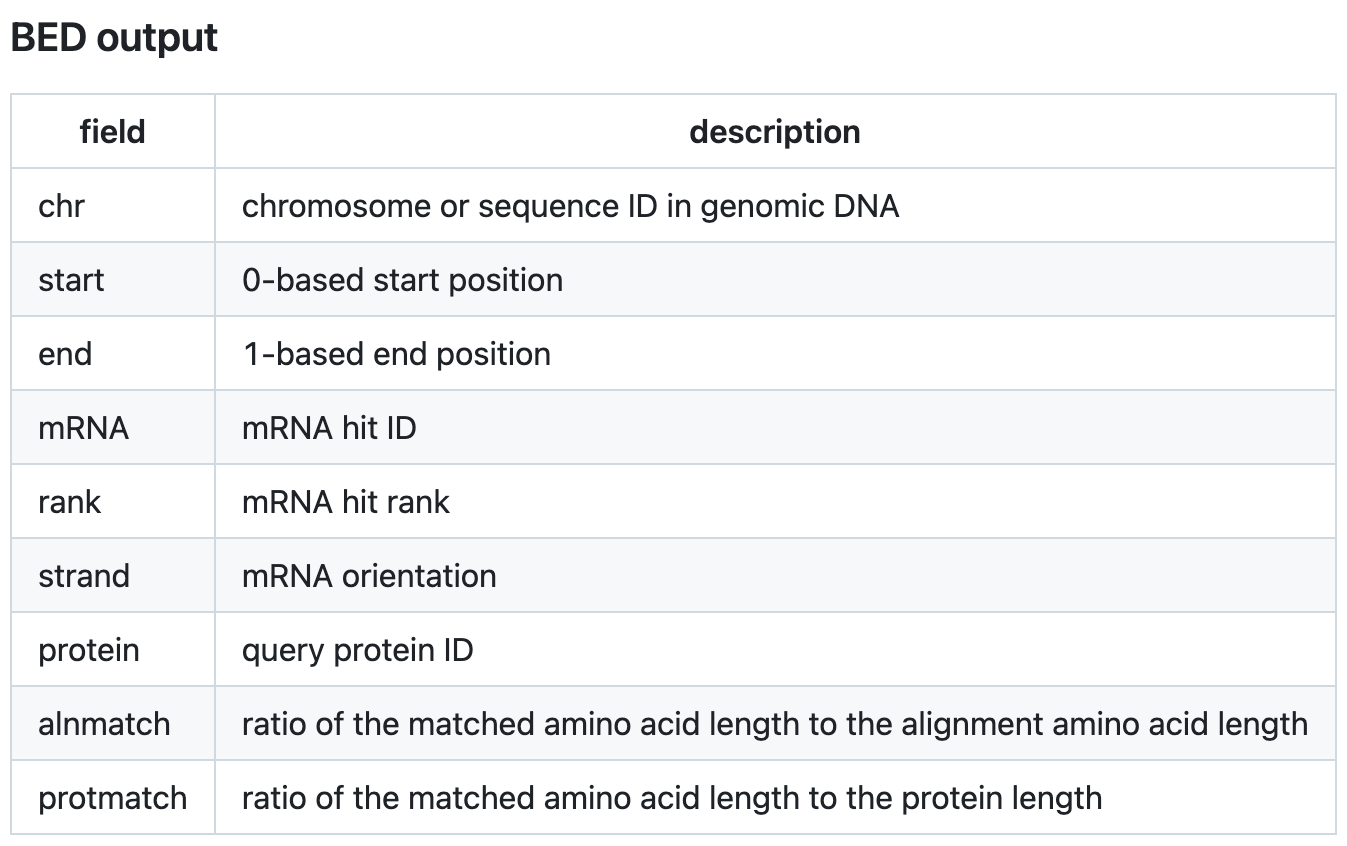 BED output
field description
chr chromosome or sequence ID in genomic DNA
start 0-based start position
end 1-based end position
mRNA mRNA hit ID
rank mRNA hit rank
strand mRNA orientation
protein query protein ID
alnmatch ratio of the matched amino acid length to the alignment amino acid length
protmatch ratio of the matched amino acid length to the protein length